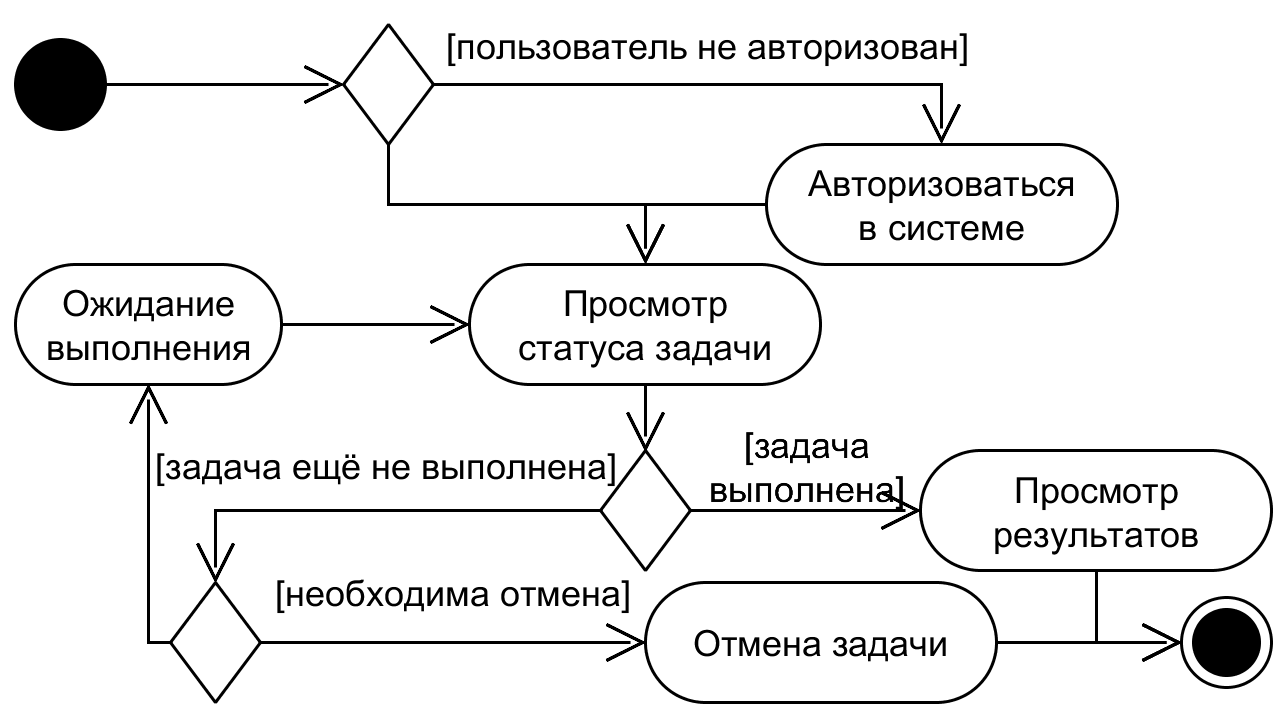 [пользователь не авторизован]
Авторизоваться
в системе
Ожидание
выполнения
Просмотр
статуса задачи
[задача ещё не выполнена]
[задача
выполнена]
Просмотр
результатов
[необходима отмена]
Отмена задачи